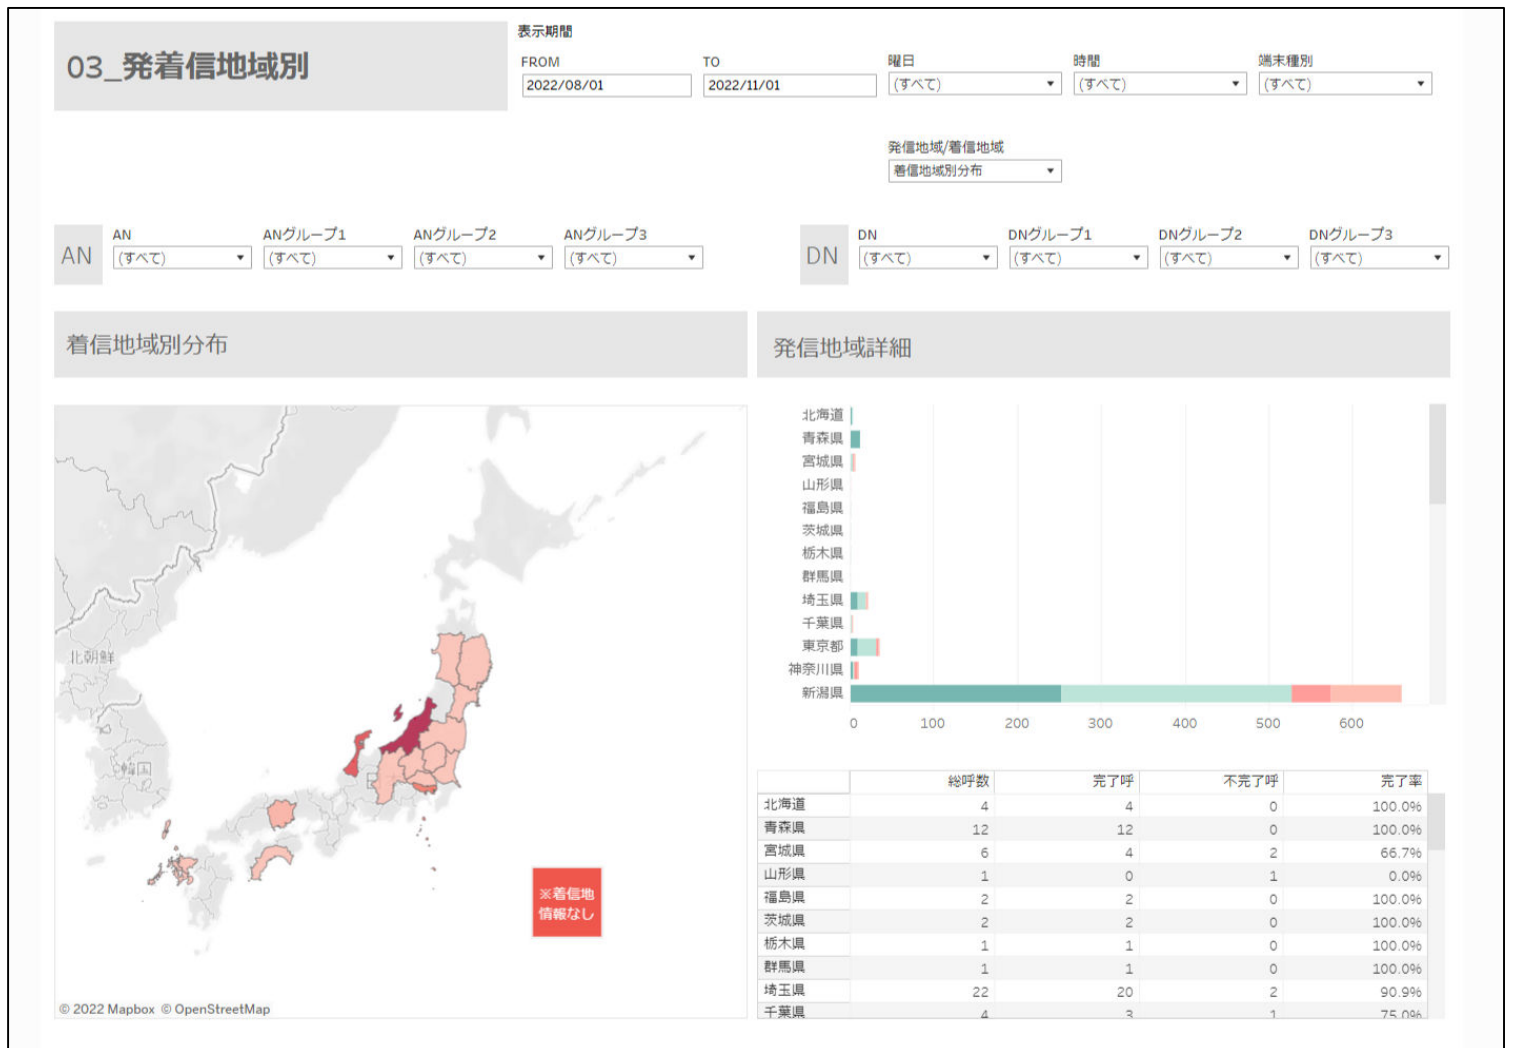 03_発着信地域別
表示期間
FROM
TO
曜日
時間
端末種別
2022/08/01
2022/11/01
(すべて)
(すべて)
(すべて)
発信地域/着信地域
着信地域別分布
AN
AN
ANグループ1
ANグループ2
ANグループ3
(すべて)
(すべて)
(すべて)
(すべて)
DN
DN
DNグループ1
DNグループ2
DNグループ3
(すべて)
(すべて)
(すべて)
(すべて)
着信地域別分布
北朝鮮
韓国
※着信地
情報なし
© 2022 Mapbox © OpenStreetMap
発信地域詳細
北海道
青森県
宮城県
山形県
福島県
茨城県
栃木県
群馬県
埼玉県
千葉県
東京都
神奈川県
新潟県
0 100 200 300 400 500 600
総呼数 完了呼 不完了呼 完了率
北海道 4 4 0 100.0%
青森県 12 12 0 100.0%
宮城県 6 4 2 66.7%
山形県 1 0 1 0.0%
福島県 2 2 0 100.0%
茨城県 2 2 0 100.0%
栃木県 1 1 0 100.0%
群馬県 1 1 0 100.0%
埼玉県 22 20 2 90.9%
千葉県 4 3 1 75.0%